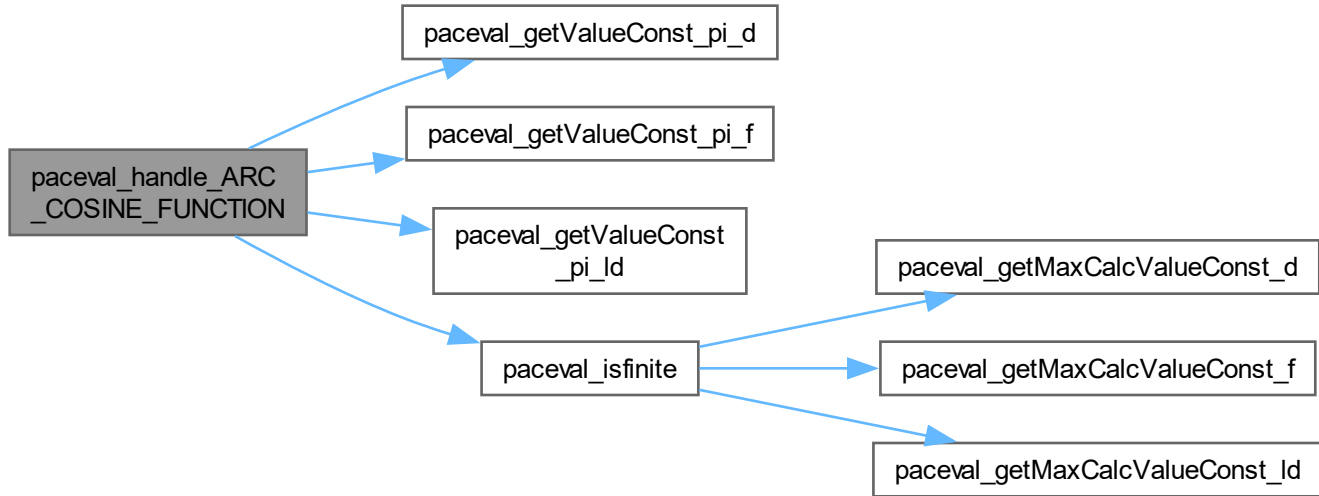 paceval_getValueConst_pi_d
paceval_getValueConst_pi_f
paceval_handle_ARC
_COSINE_FUNCTION
paceval_getValueConst
_pi_ld
paceval_getMaxCalcValueConst_d
paceval_isfinite
paceval_getMaxCalcValueConst_f
paceval_getMaxCalcValueConst_ld